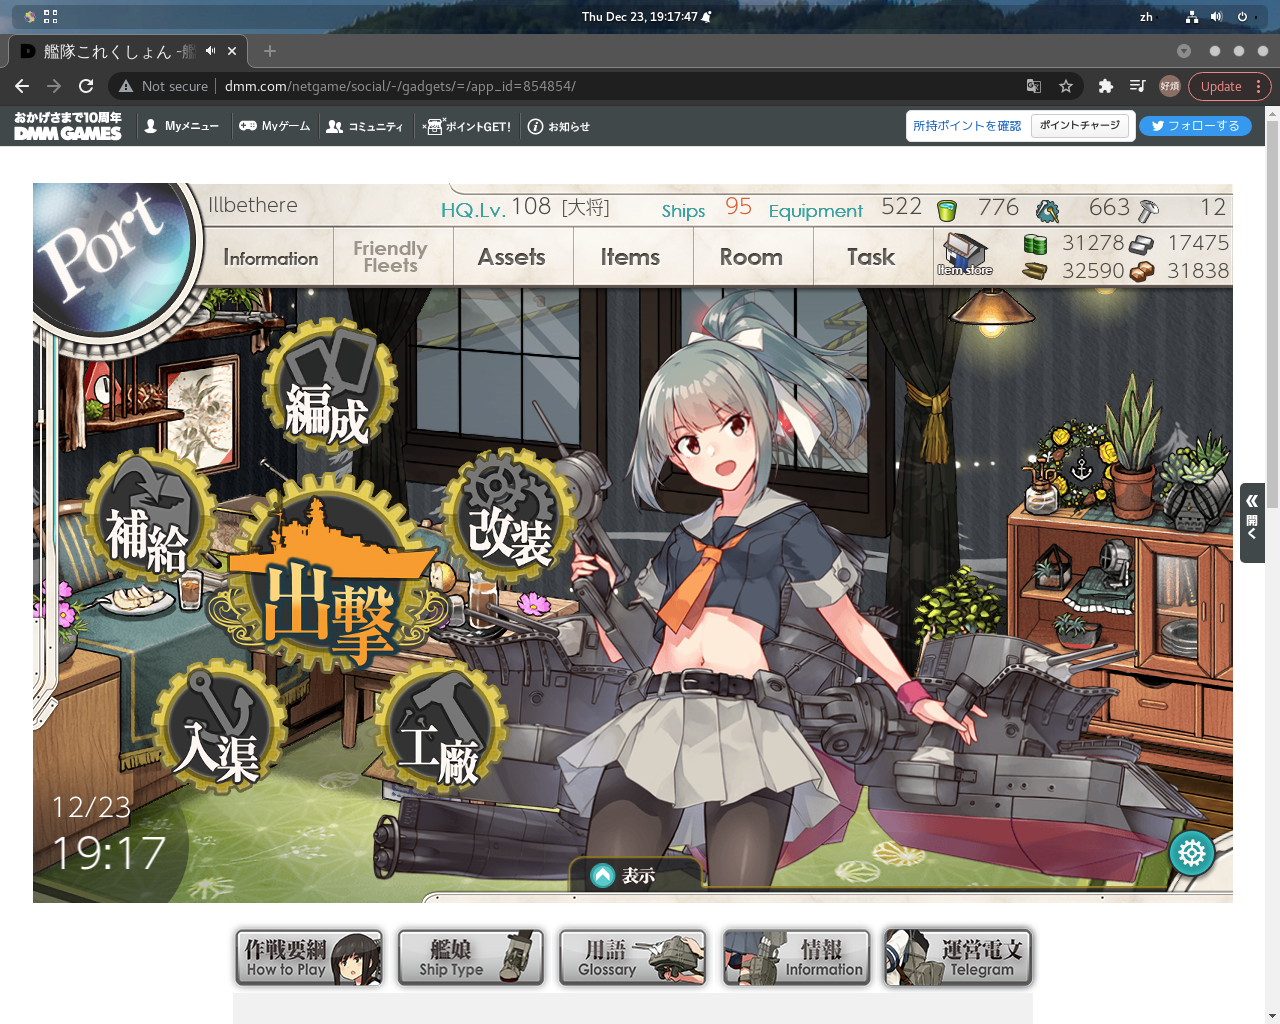 Thu Dec 23, 19:17:47
zh
艦隊これくしょん -艦
Not secure
dmm.com/netgame/social/-/gadgets/=/app_id=854854/
好煩
Update
おかげさまで10周年
DMM GAMES
Myメニュー
Myゲーム
コミュニティ
ポイントGET!
お知らせ
所持ポイントを確認
ポイントチャージ
フォローする
Port
Illbethere
HQ.Lv. 108 [大将]
Ships 95
Equipment 522
776
663
12
Information
Friendly
Fleets
Assets
Items
Room
Task
Item store
31278
17475
32590
31838
編成
補給
改装
出撃
入渠
工廠
開く
12/23
19:17
表示
作戦要綱
How to Play
艦娘
Ship Type
用語
Glossary
情報
Information
運営電文
Telegram